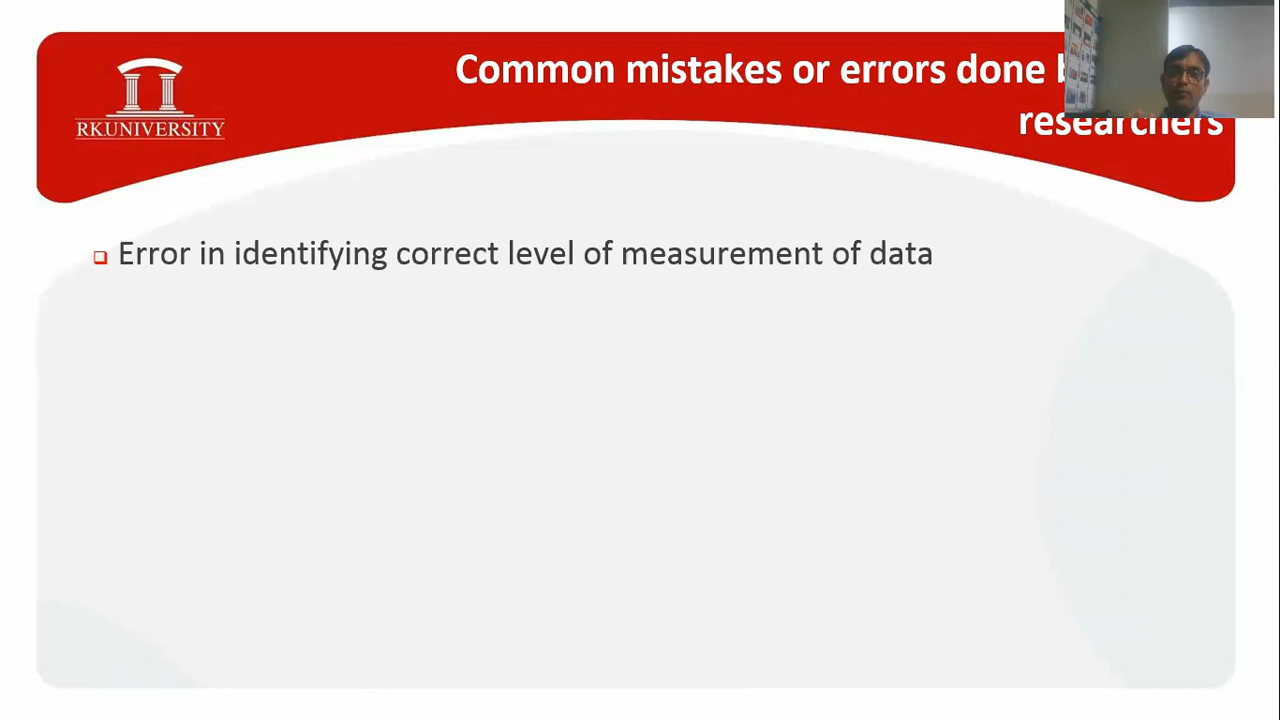 Common mistakes or errors done
researchers
RKUNIVERSITY
Error in identifying correct level of measurement of data